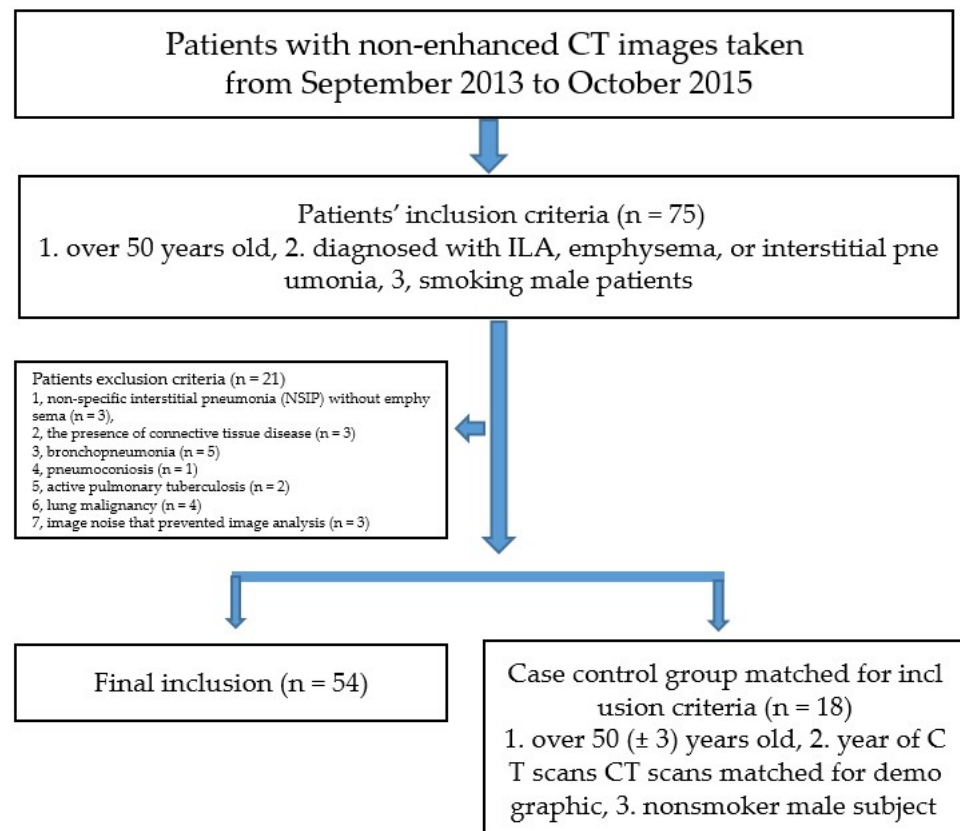 Patients with non-enhanced CT images taken
from September 2013 to October 2015
Patients' inclusion criteria (n = 75)
1. over 50 years old, 2. diagnosed with ILA, emphysema, or interstitial pne
umonia, 3, smoking male patients
Patients exclusion criteria (n = 21)
1, non-specific interstitial pneumonia (NSIP) without emphy
sema (n = 3),
2, the presence of connective tissue disease (n = 3)
3, bronchopneumonia (n = 5)
4, pneumoconiosis (n = 1)
5, active pulmonary tuberculosis (n = 2)
6, lung malignancy (n = 4)
7, image noise that prevented image analysis (n = 3)
Final inclusion (n = 54)
Case control group matched for incl
usion criteria (n = 18)
1. over 50 (± 3) years old, 2. year of C
T scans CT scans matched for demo
graphic, 3. nonsmoker male subject